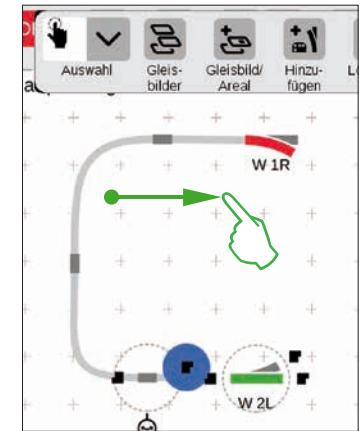 Auswahl
Gleis-
bilder
Gleisbild/
Areal
Hinzu-
fügen
W 1R
W 2L